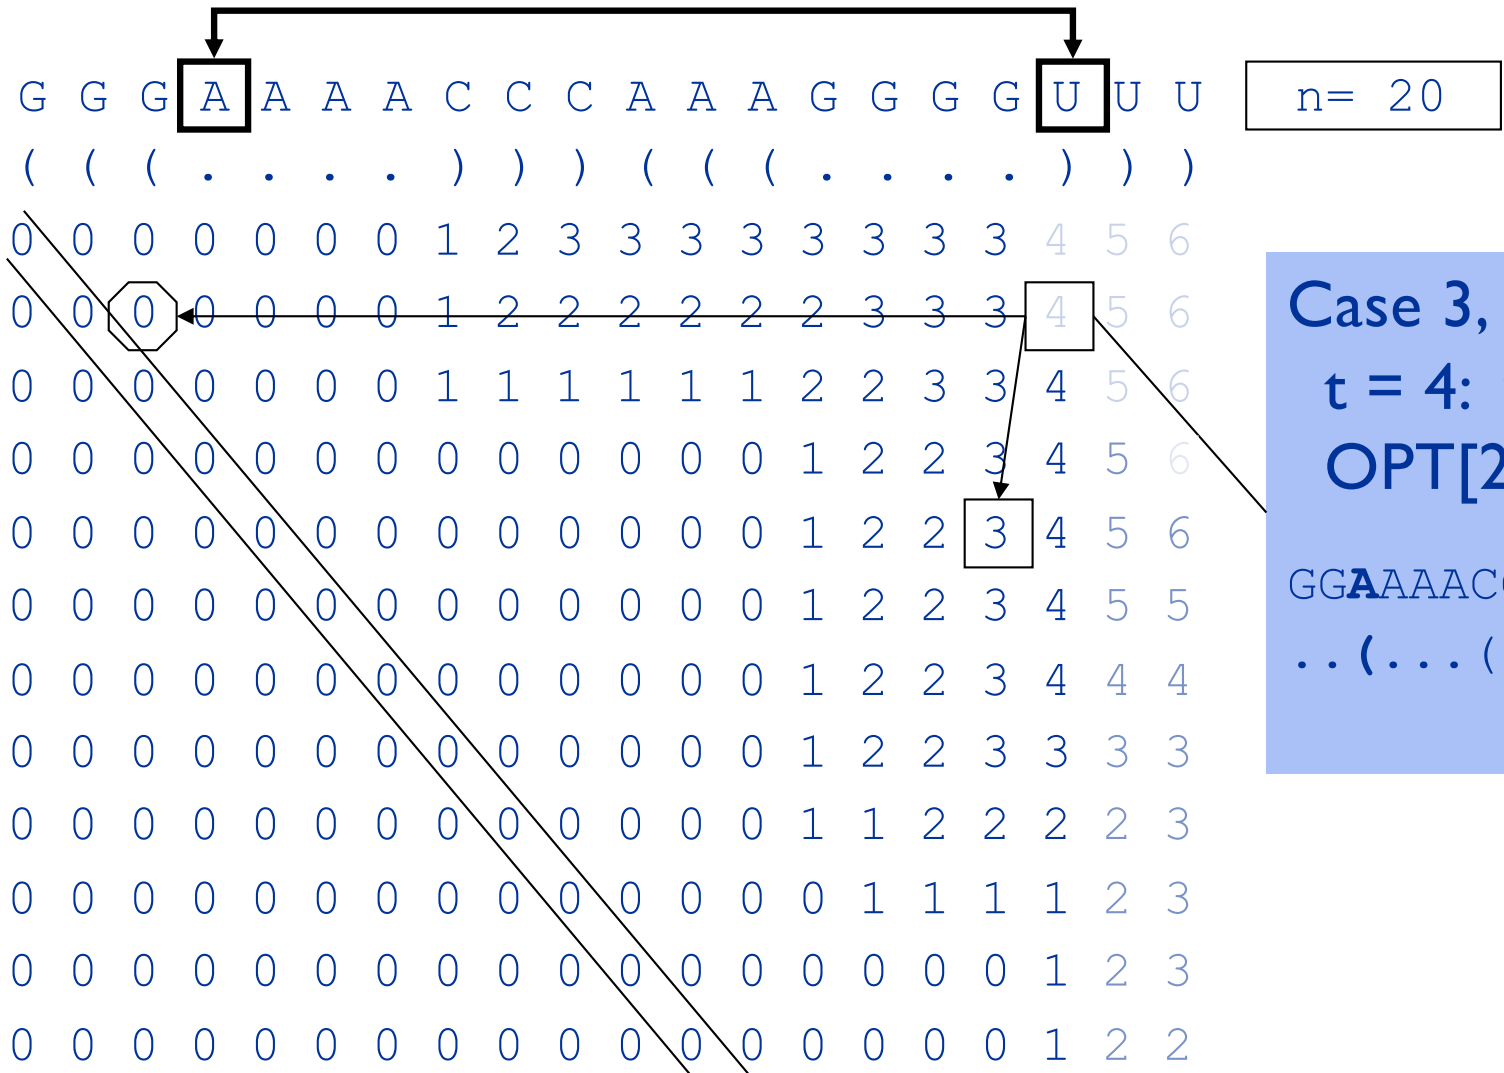 G G G A A A A C C C A A A G G G G U U U
n= 20
( ( ( . . . . ) ) ) ( ( ( . . . . ) ) )
0 0 0 0 0 0 0 1 2 3 3 3 3 3 3 3 3 4 5 6
0 0 0 0 0 0 0 1 2 2 2 2 2 2 3 3 3 4 5 6
0 0 0 0 0 0 0 1 1 1 1 1 1 2 2 3 3 4 5 6
0 0 0 0 0 0 0 0 0 0 0 0 0 1 2 2 3 4 5 6
0 0 0 0 0 0 0 0 0 0 0 0 0 1 2 2 3 4 5 6
0 0 0 0 0 0 0 0 0 0 0 0 0 1 2 2 3 4 5 5
0 0 0 0 0 0 0 0 0 0 0 0 0 1 2 2 3 4 4 4
0 0 0 0 0 0 0 0 0 0 0 0 0 1 2 2 3 3 3 3
0 0 0 0 0 0 0 0 0 0 0 0 0 1 1 2 2 2 2 3
0 0 0 0 0 0 0 0 0 0 0 0 0 0 1 1 1 1 2 3
0 0 0 0 0 0 0 0 0 0 0 0 0 0 0 0 0 1 2 3
0 0 0 0 0 0 0 0 0 0 0 0 0 0 0 0 0 1 2 2
Case 3,
t = 4:
OPT[2
GGAAAAC
..(...(